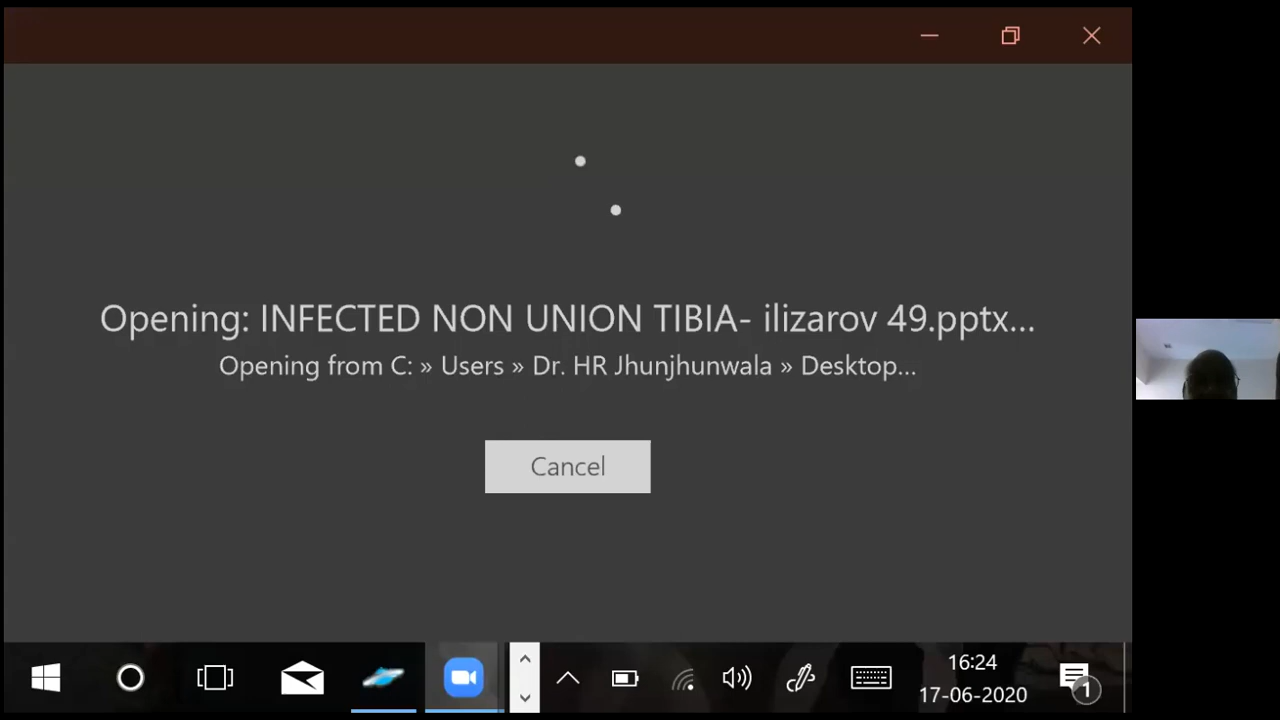 Opening: INFECTED NON UNION TIBIA- ilizarov 49.pptx...
Opening from C: » Users » Dr. HR Jhunjhunwala » Desktop...
Cancel
16:24
17-06-2020
1